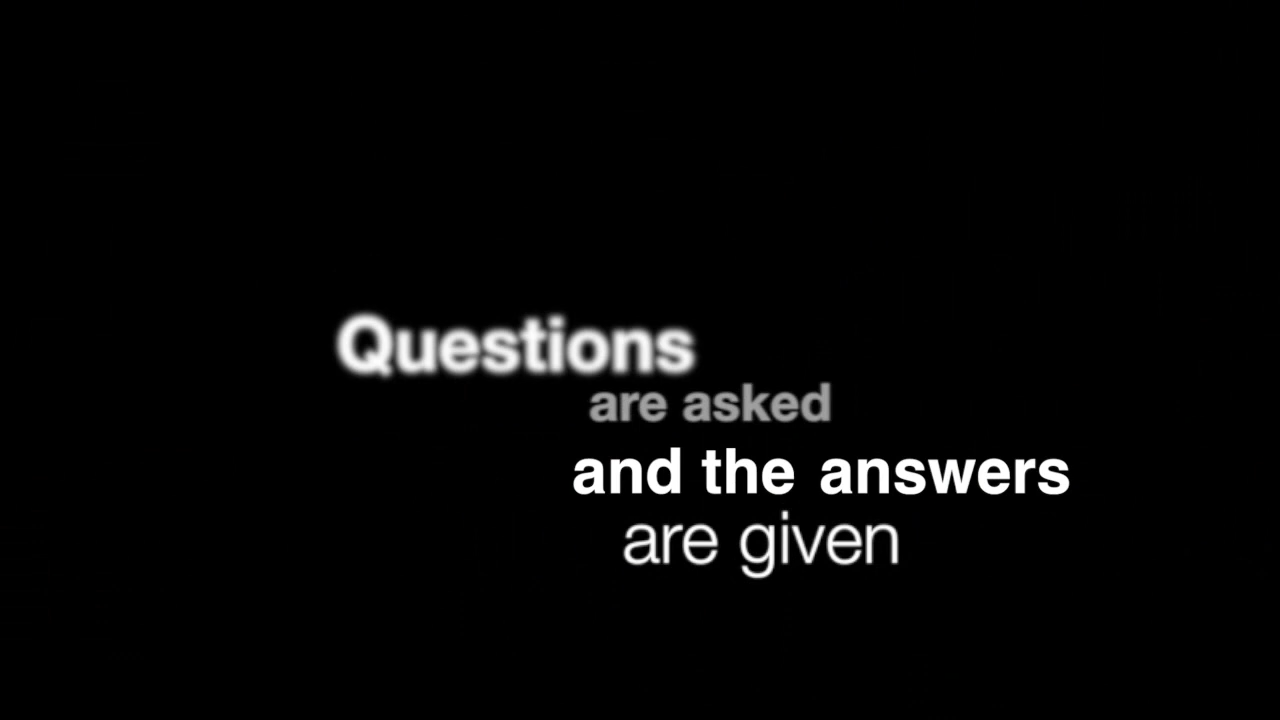 Questions
are asked
and the answers
are given